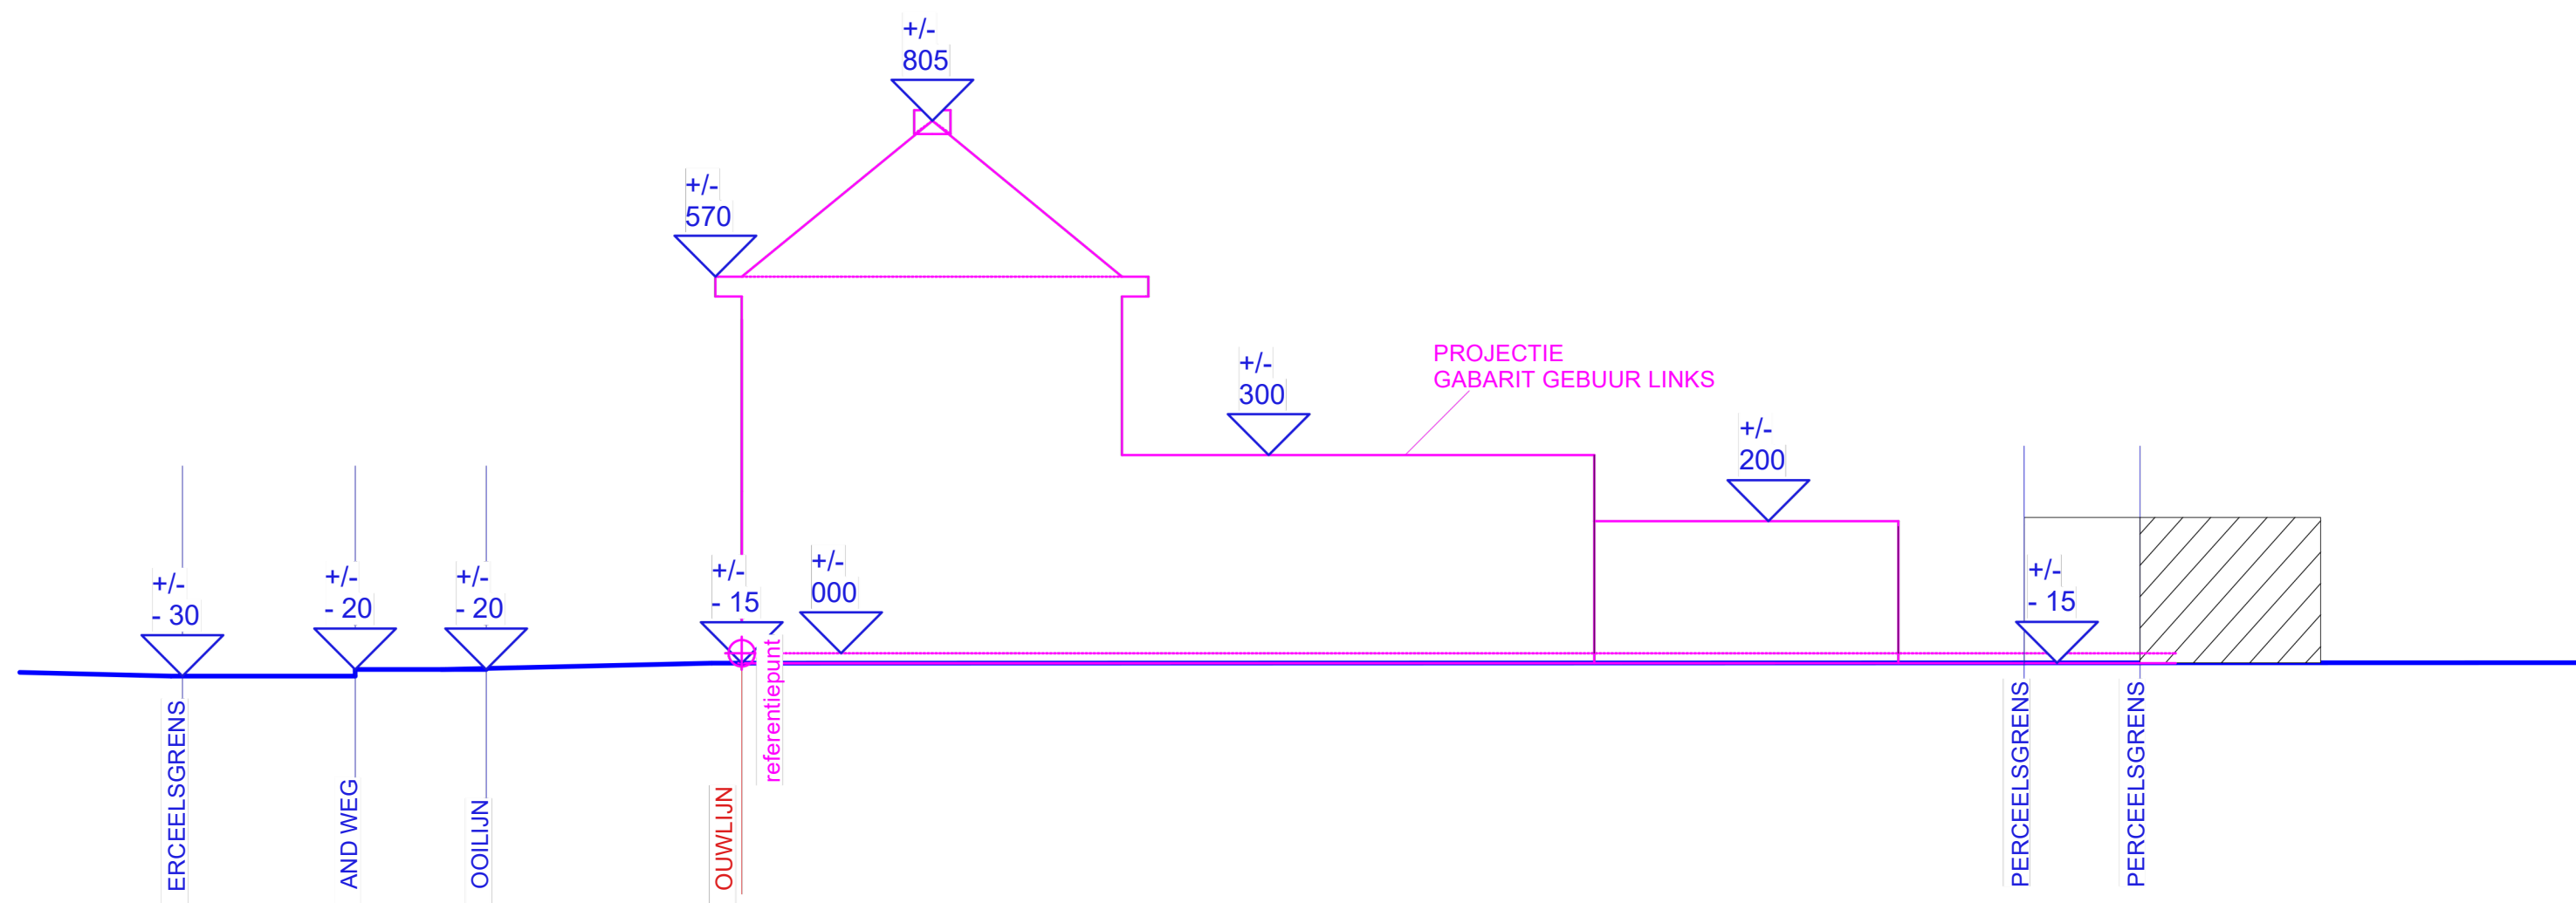 +/-
805
+/-
570
PROJECTIE
GABARIT GEBUUR LINKS
+/-
300
+/-
200
+/-
- 30
+/-
- 20
+/-
- 20
+/-
- 15
+/-
000
+/-
- 15
referentiepunt
ERCEELSGRENS
AND WEG
OOILIJN
OUWLIJN
PERCEELSGRENS
PERCEELSGRENS